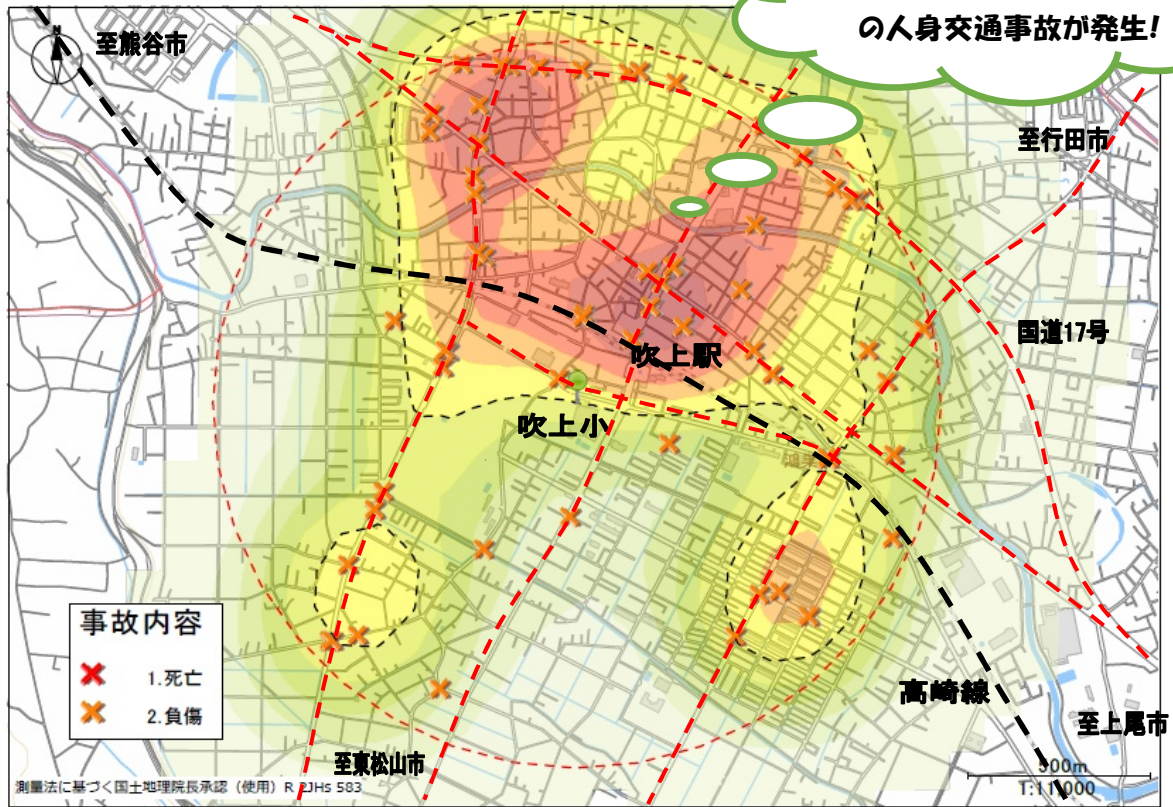 の人身交通事故が発生!
至熊谷市
至行田市
国道17号
吹上駅
吹上小
事故内容
1.死亡
2.負傷
高崎線
至上尾市
至東松山市
500m
1:11,000
測量法に基づく国土地理院長承認（使用）R 2JHs 583